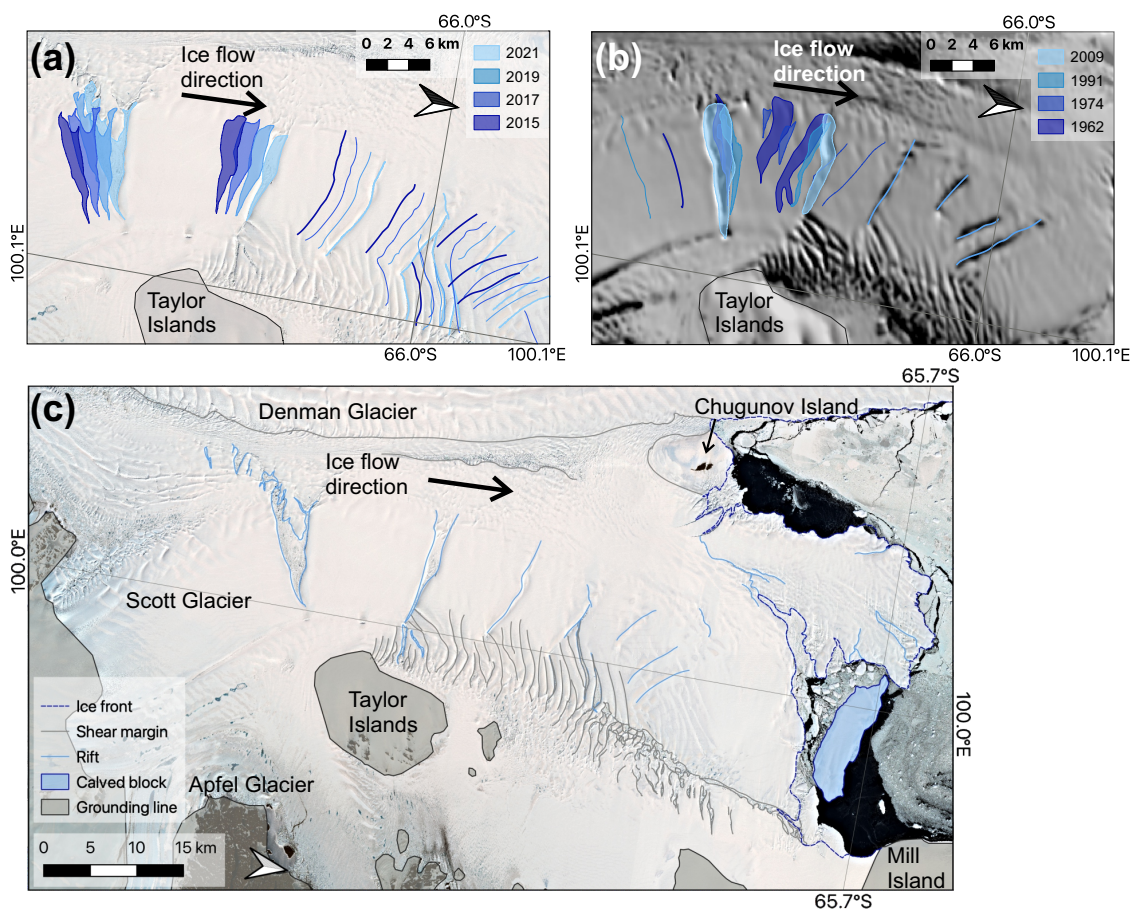 (a)
Ice flow
direction
66.0°S
0 2 4 6 km
2021
2019
2017
2015
100.1°E
Taylor
Islands
66.0°S
100.1°E
(b)
Ice flow
direction
66.0°S
0 2 4 6 km
2009
1991
1974
1962
100.1°E
Taylor
Islands
66.0°S
100.1°E
(c)
Denman Glacier
Ice flow
direction
Chugunov Island
65.7°S
100.0°E
Scott Glacier
Taylor
Islands
Apfel Glacier
Ice front
Shear margin
Rift
Calved block
Grounding line
0 5 10 15 km
100.0°E
Mill
Island
65.7°S